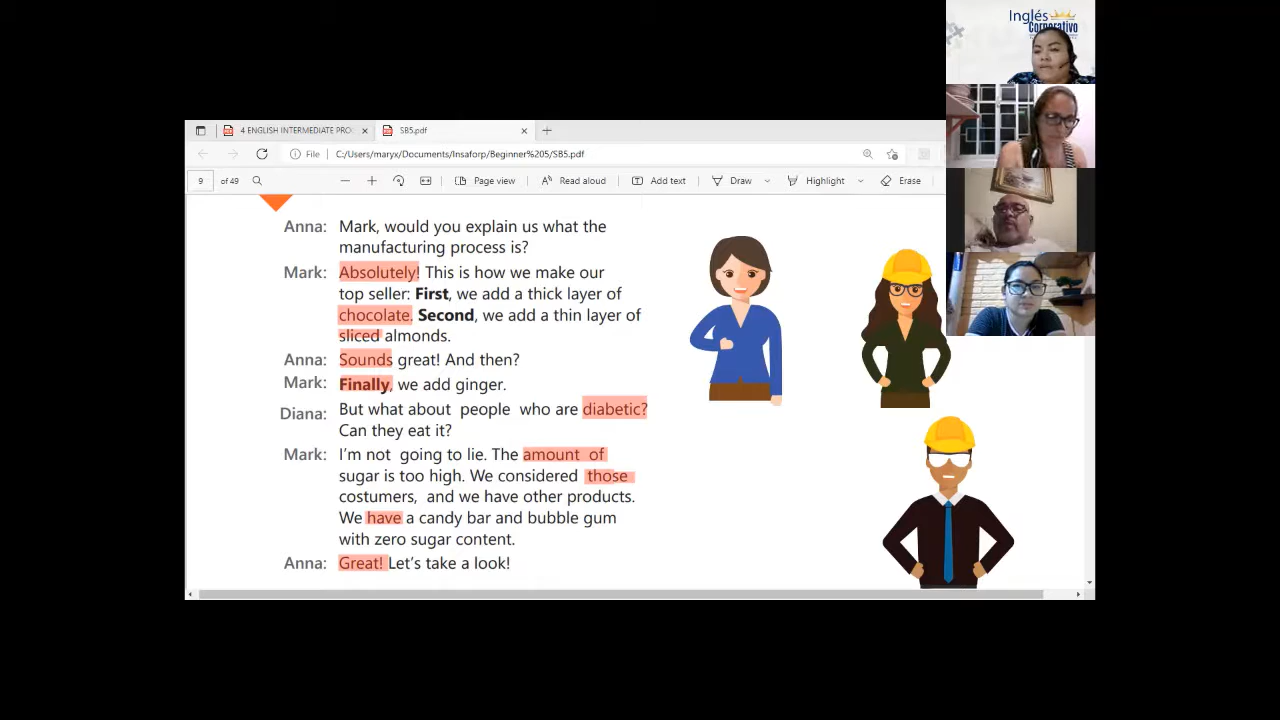 Inglés
Corporativo
4 ENGLISH INTERMEDIATE PRO
SB5.pdf
File
C:/Users/maryx/Documents/Insaforp/Beginner%205/SB5.pdf
9
of 49
Page view
Read aloud
Add text
Draw
Highlight
Erase
Anna: Mark, would you explain us what the
manufacturing process is?
Mark: Absolutely! This is how we make our
top seller: First, we add a thick layer of
chocolate. Second, we add a thin layer of
sliced almonds.
Anna: Sounds great! And then?
Mark: Finally, we add ginger.
Diana: But what about people who are diabetic?
Can they eat it?
Mark: I'm not going to lie. The amount of
sugar is too high. We considered those
costumers, and we have other products.
We have a candy bar and bubble gum
with zero sugar content.
Anna: Great! Let's take a look!